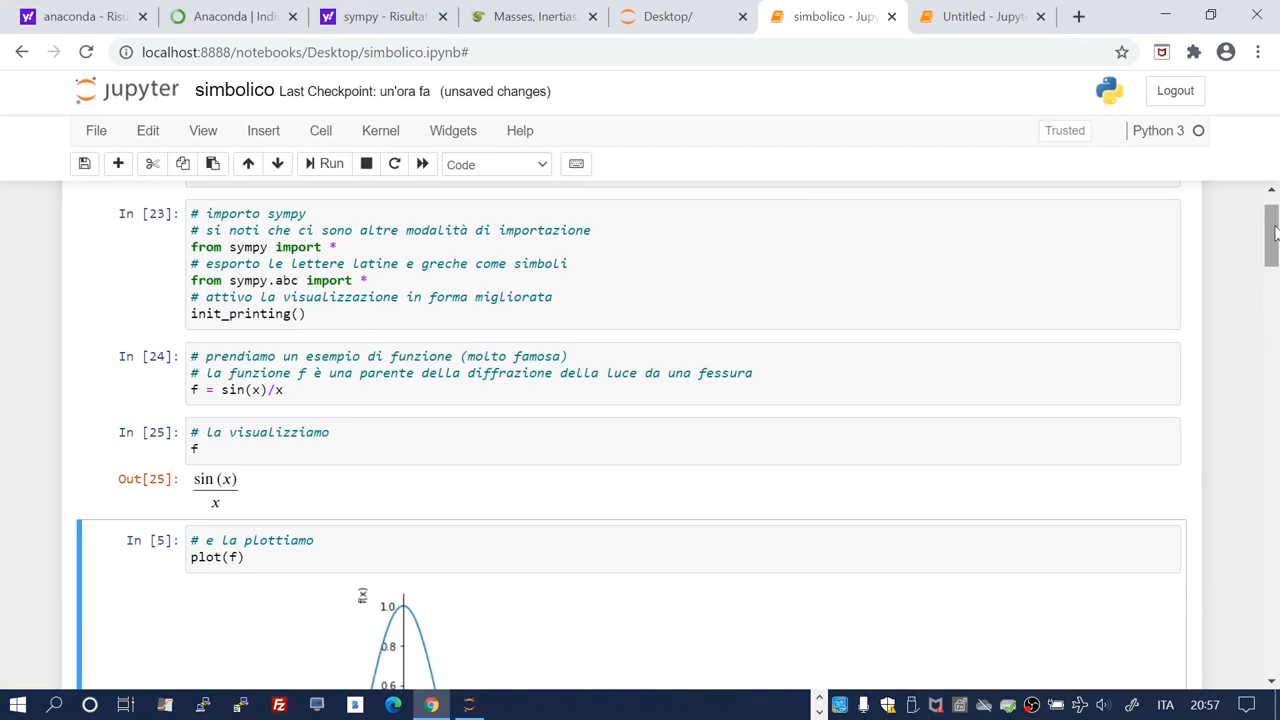 anaconda - Risu
Anaconda | Indi
sympy - Risultat
Masses, Inertias,
Desktop/
simbolico - Jup
Untitled - Jupyt
localhost:8888/notebooks/Desktop/simbolico.ipynb#
jupyter simbolico Last Checkpoint: un'ora fa (unsaved changes)
Logout
File Edit View Insert Cell Kernel Widgets Help
Trusted
Python 3
Run
Code
In [23]:
# importo sympy
# si noti che ci sono altre modalità di importazione
from sympy import *
# esporto le lettere latine e greche come simboli
from sympy.abc import *
# attivo la visualizzazione in forma migliorata
init_printing()
In [24]:
# prendiamo un esempio di funzione (molto famosa)
# la funzione f è una parente della diffrazione della luce da una fessura
f = sin(x)/x
In [25]:
# la visualizziamo
f
Out[25]:
sin (x)
x
In [5]:
# e la plottiamo
plot(f)
f(x)
1.0
0.8
0.6
ITA
20:57